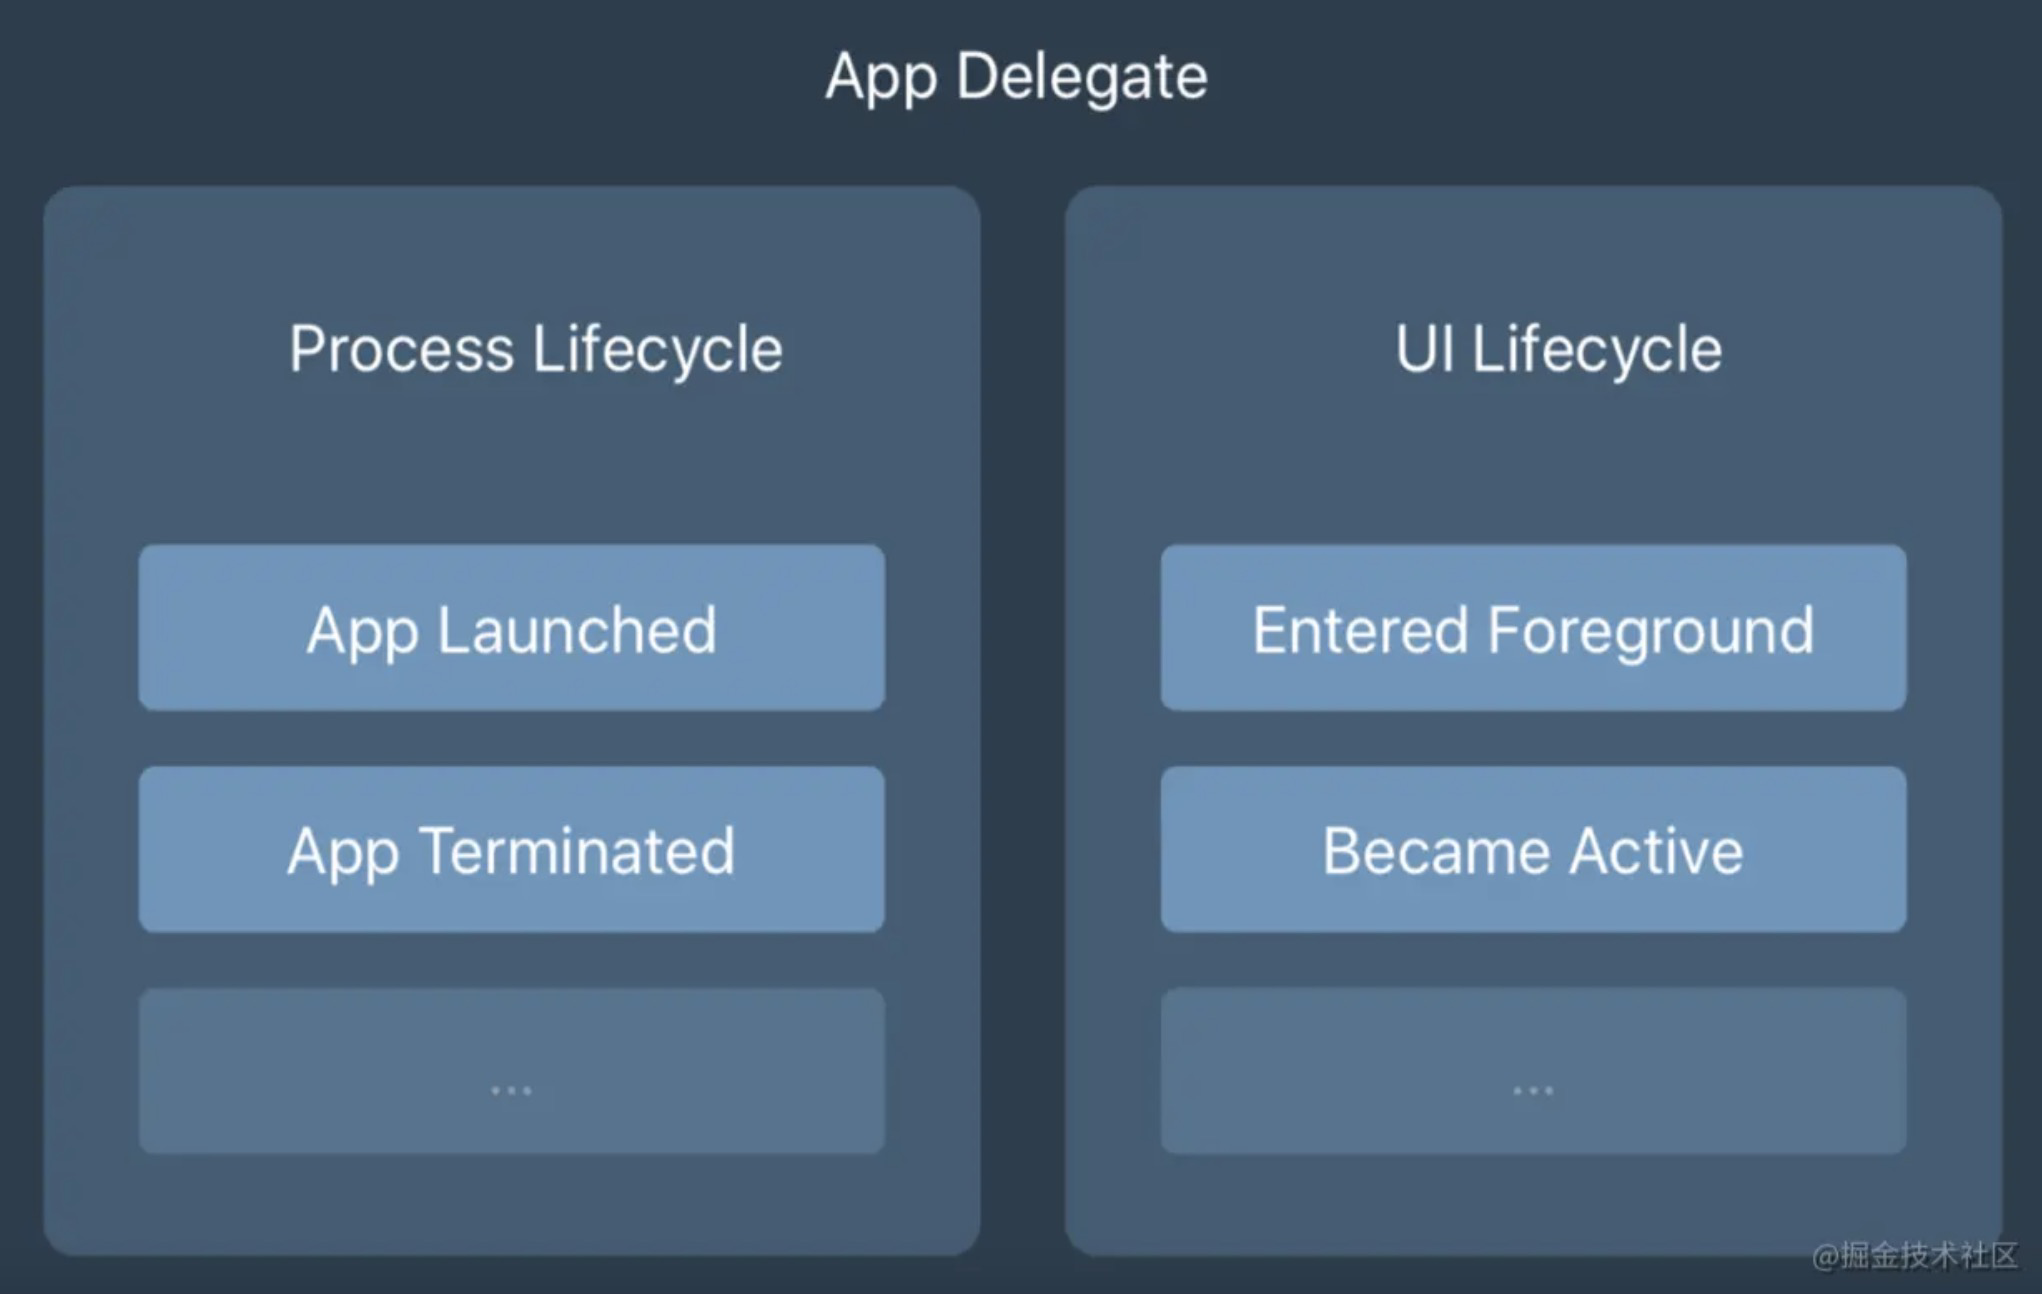 App Delegate
Process Lifecycle
App Launched
App Terminated
...
UI Lifecycle
Entered Foreground
Became Active
...
@掘金技术社区